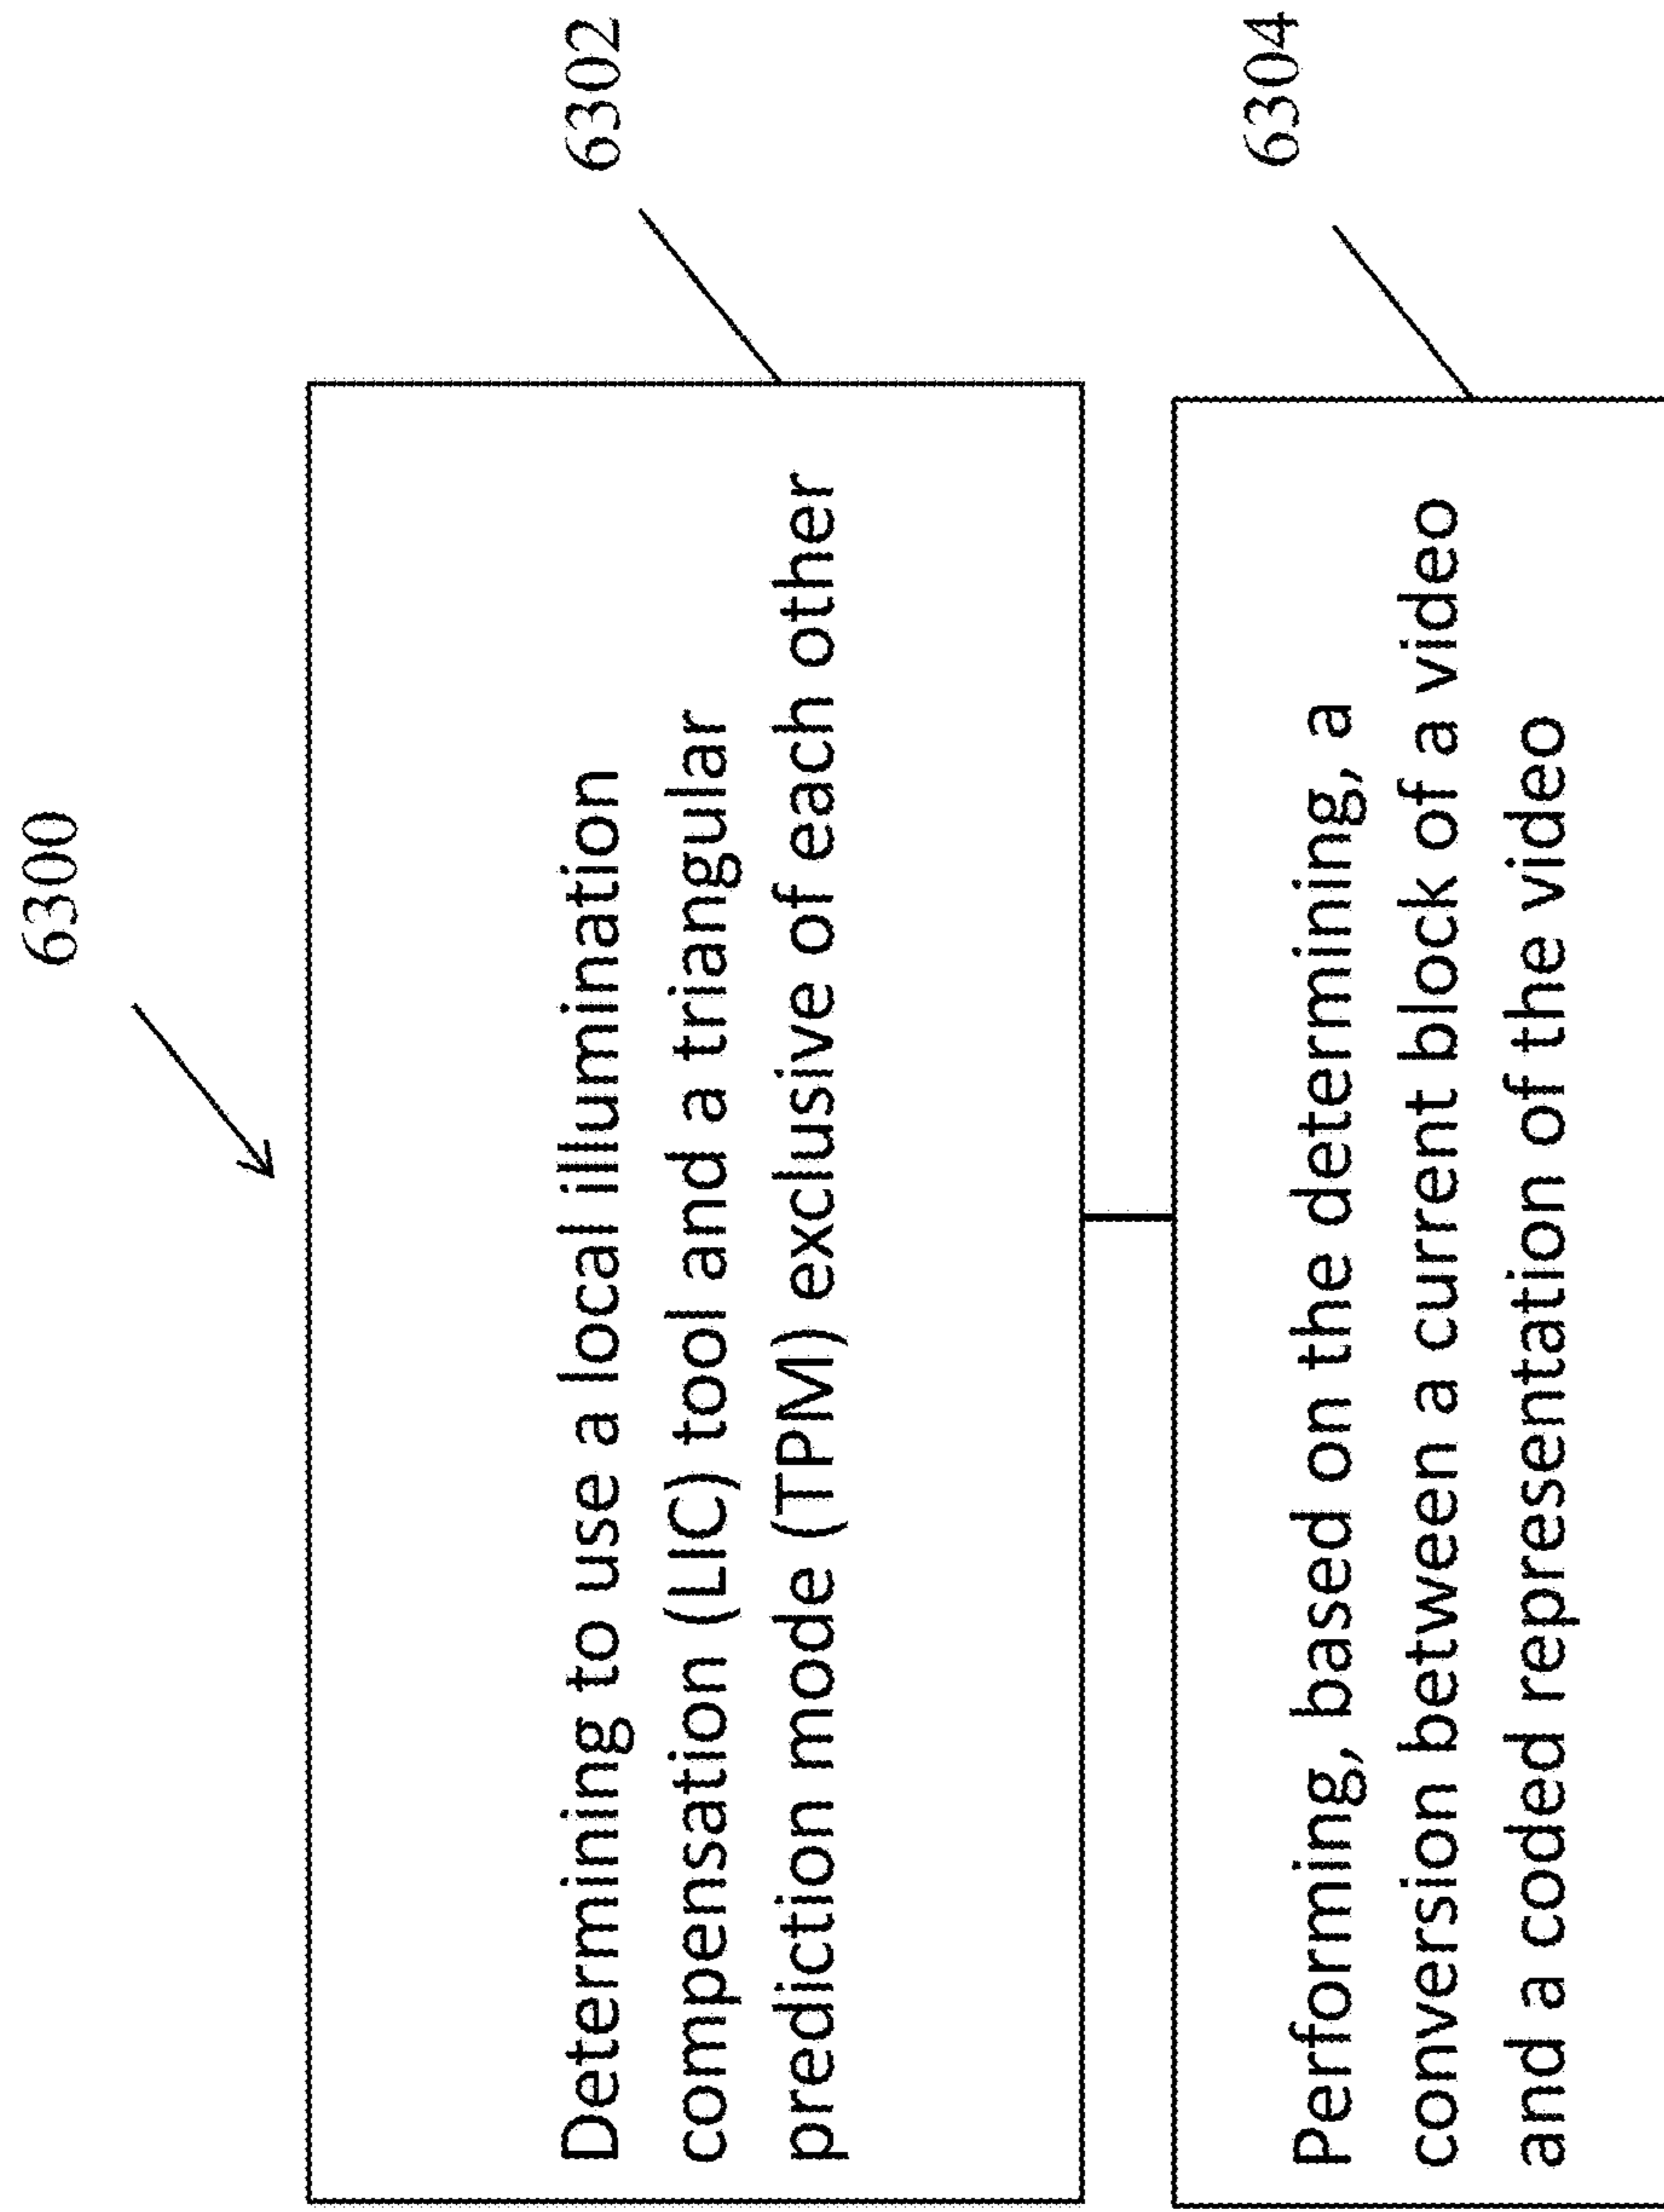 6300
6302
Determining to use a local illumination
compensation (LIC) tool and a triangular
prediction mode (TPM) exclusive of each other
6304
Performing, based on the determining, a
conversion between a current block of a video
and a coded representation of the video